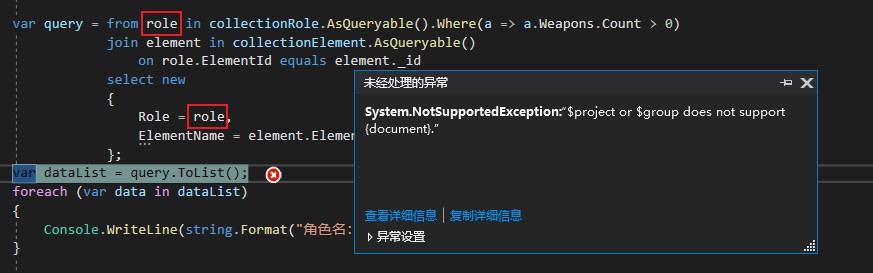 var query = from role in collectionRole.AsQueryable().Where(a => a.Weapons.Count > 0)
join element in collectionElement.AsQueryable()
on role.ElementId equals element._id
select new
{
Role = role,
ElementName = element.Elemen
};
var dataList = query.ToList();
foreach (var data in dataList)
{
Console.WriteLine(string.Format("角色名:
}
未经处理的异常
System.NotSupportedException:“$project or $group does not support
{document}.”
查看详细信息 | 复制详细信息
异常设置